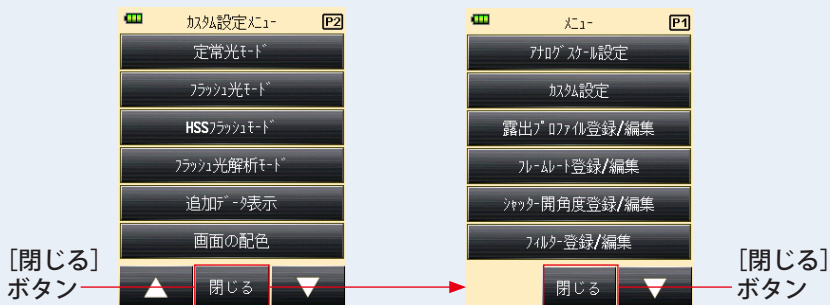 カスタム設定メニュー P2
定常光モード
フラッシュ光モード
HSSフラッシュモード
フラッシュ光解析モード
追加データ表示
画面の配色
▲ 閉じる ▼
[閉じる]
ボタン
メニュー P1
アナログスケール設定
カスタム設定
露出プロファイル登録/編集
フレームレート登録/編集
シャッター開角度登録/編集
フィルター登録/編集
閉じる ▼
[閉じる]
ボタン